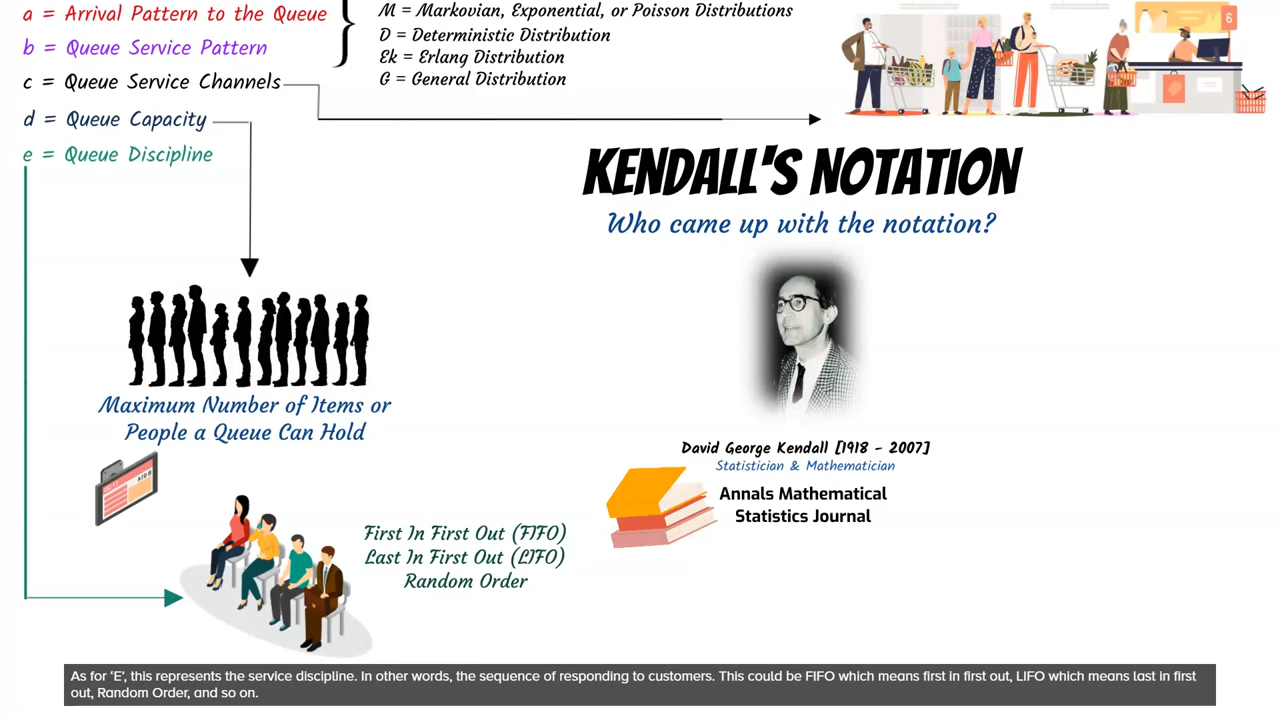 a = Arrival Pattern to the Queue
b = Queue Service Pattern
c = Queue Service Channels
d = Queue Capacity
e = Queue Discipline
M = Markovian, Exponential, or Poisson Distributions
D = Deterministic Distribution
Ek = Erlang Distribution
G = General Distribution
6
KENDALL'S NOTATION
Who came up with the notation?
Maximum Number of Items or
People a Queue Can Hold
David George Kendall [1918 - 2007]
Statistician & Mathematician
Annals Mathematical
Statistics Journal
First In First Out (FIFO)
Last In First Out (LIFO)
Random Order
As for ‘E’, this represents the service discipline. In other words, the sequence of responding to customers. This could be FIFO which means first in first out, LIFO which means last in first
out, Random Order, and so on.